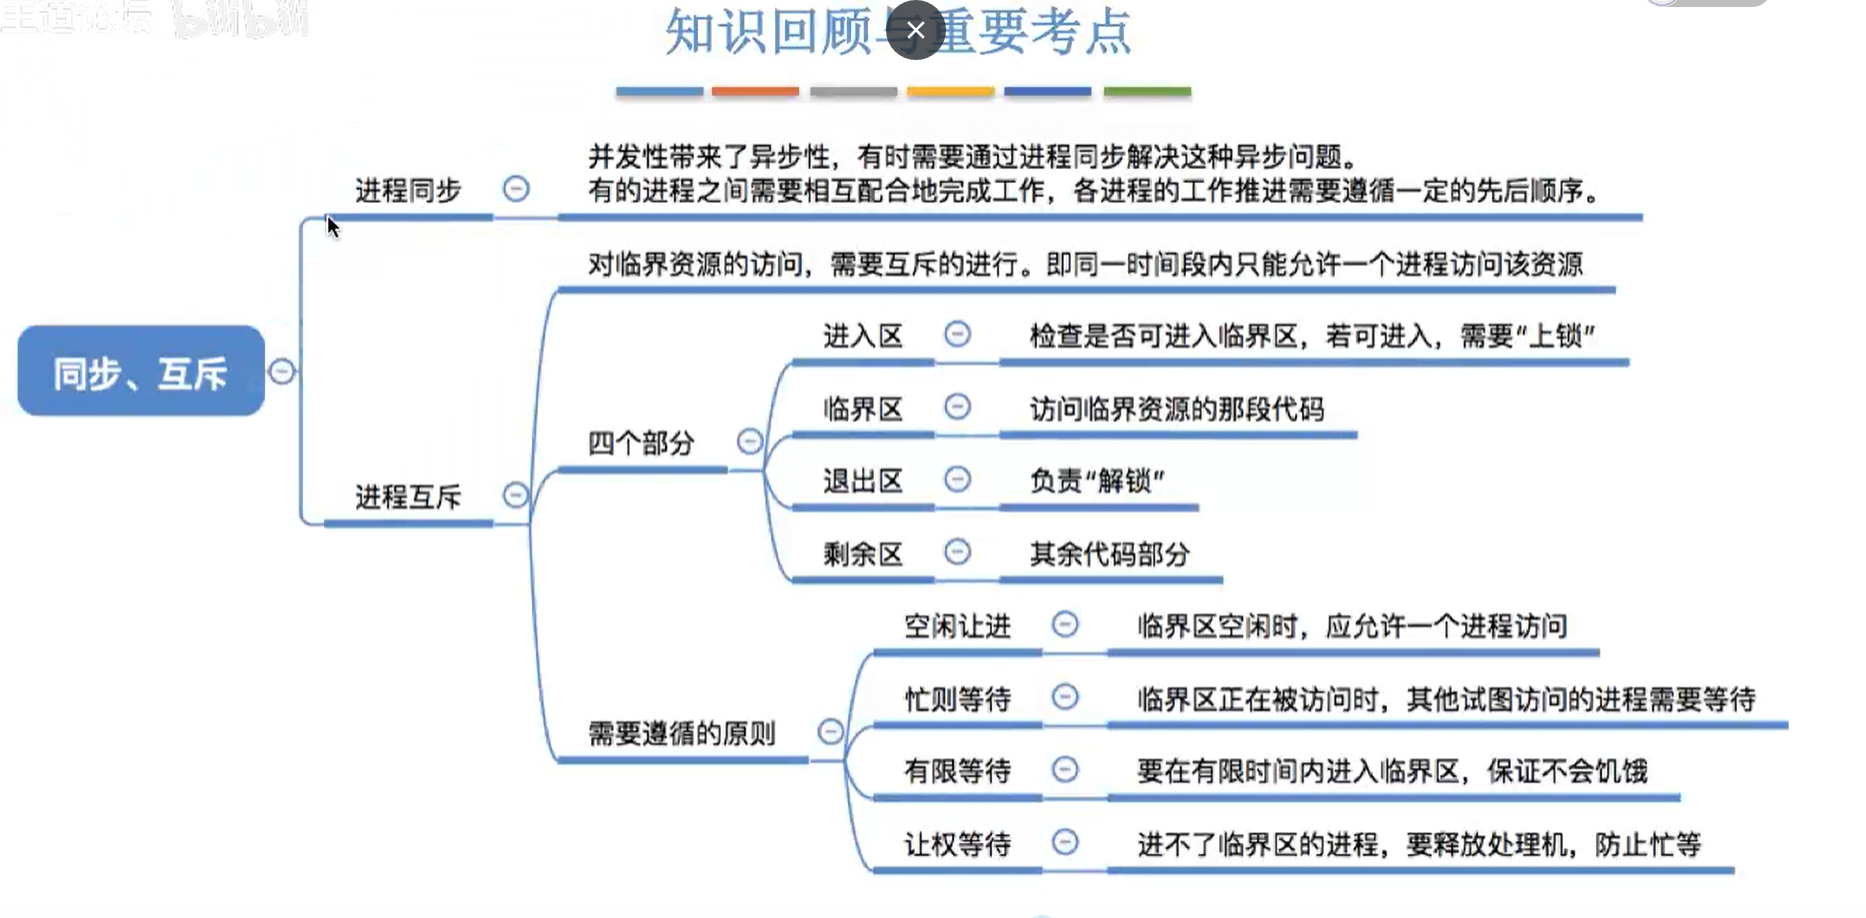 王道论坛 bilibili
知识回顾与重要考点
并发性带来了异步性，有时需要通过进程同步解决这种异步问题。
进程同步
有的进程之间需要相互配合地完成工作，各进程的工作推进需要遵循一定的先后顺序。
对临界资源的访问，需要互斥的进行。即同一时间段内只能允许一个进程访问该资源
进入区 检查是否可进入临界区，若可进入，需要“上锁”
同步、互斥
临界区 访问临界资源的那段代码
四个部分
退出区 负责“解锁”
进程互斥
剩余区 其余代码部分
空闲让进 临界区空闲时，应允许一个进程访问
忙则等待 临界区正在被访问时，其他试图访问的进程需要等待
需要遵循的原则
有限等待 要在有限时间内进入临界区，保证不会饥饿
让权等待 进不了临界区的进程，要释放处理机，防止忙等